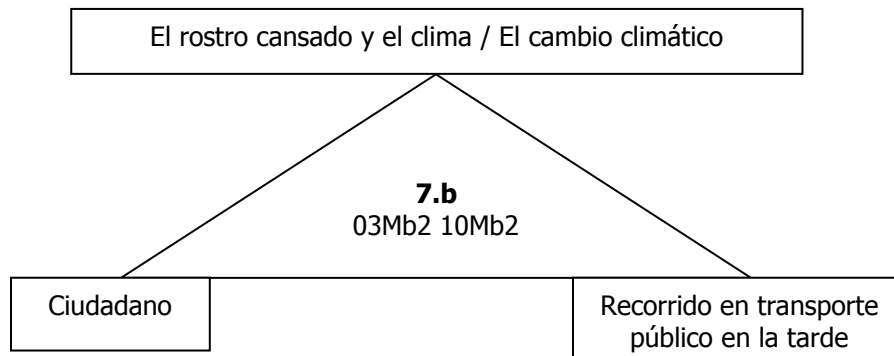 El rostro cansado y el clima / El cambio climático
7.b
03Mb2 10Mb2
Ciudadano
Recorrido en transporte
público en la tarde